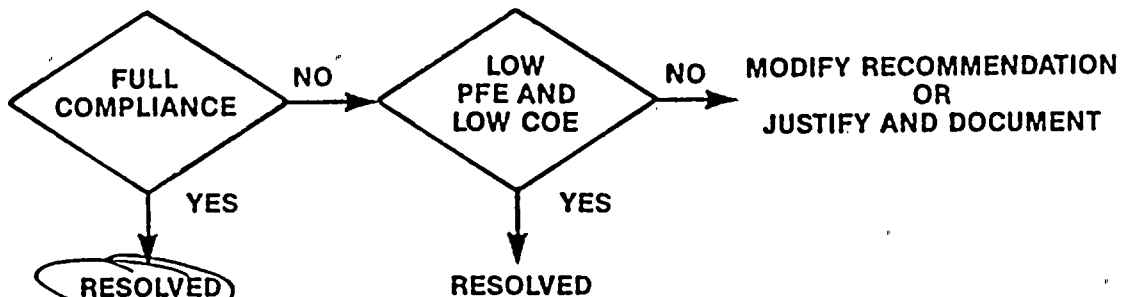 FULL
COMPLIANCE
NO
LOW
PFE AND
LOW COE
NO
MODIFY RECOMMENDATION
OR
JUSTIFY AND DOCUMENT
YES
YES
RESOLVED
RESOLVED